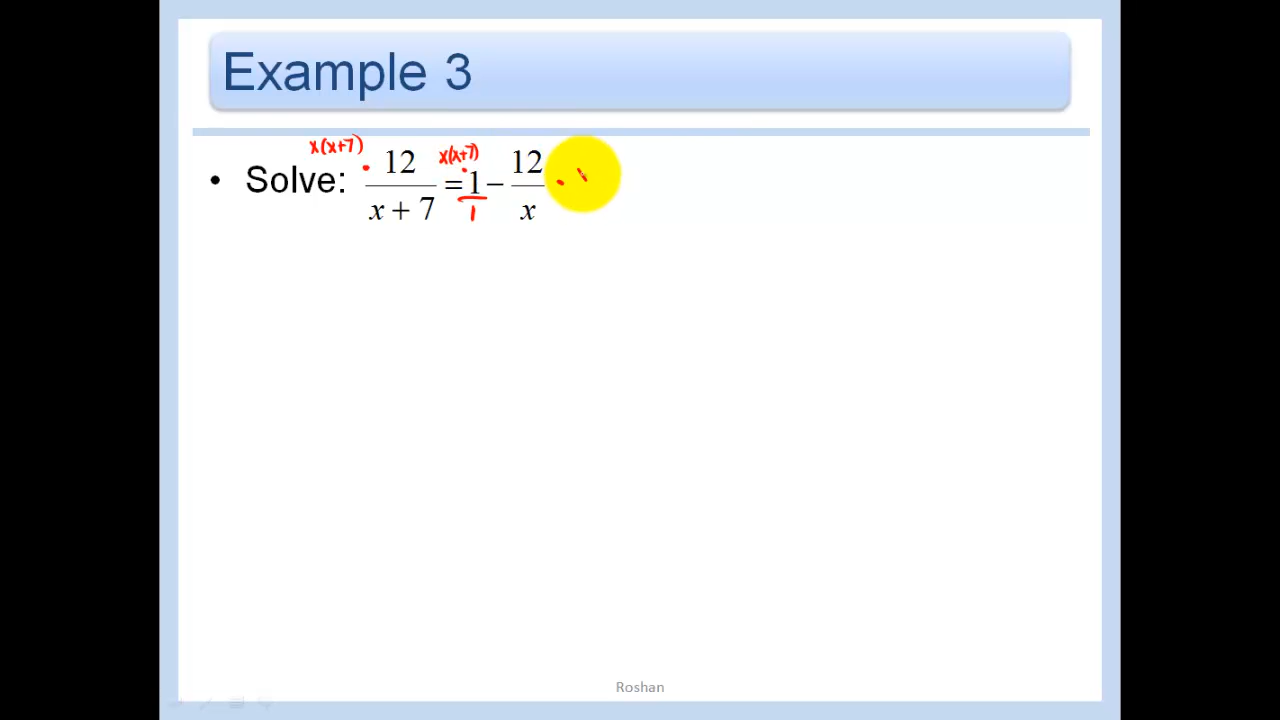 Example 3
x(x+7) x(x+7)
• Solve: · 12/(x + 7) = · 1/1 − 12/x ·
Roshan